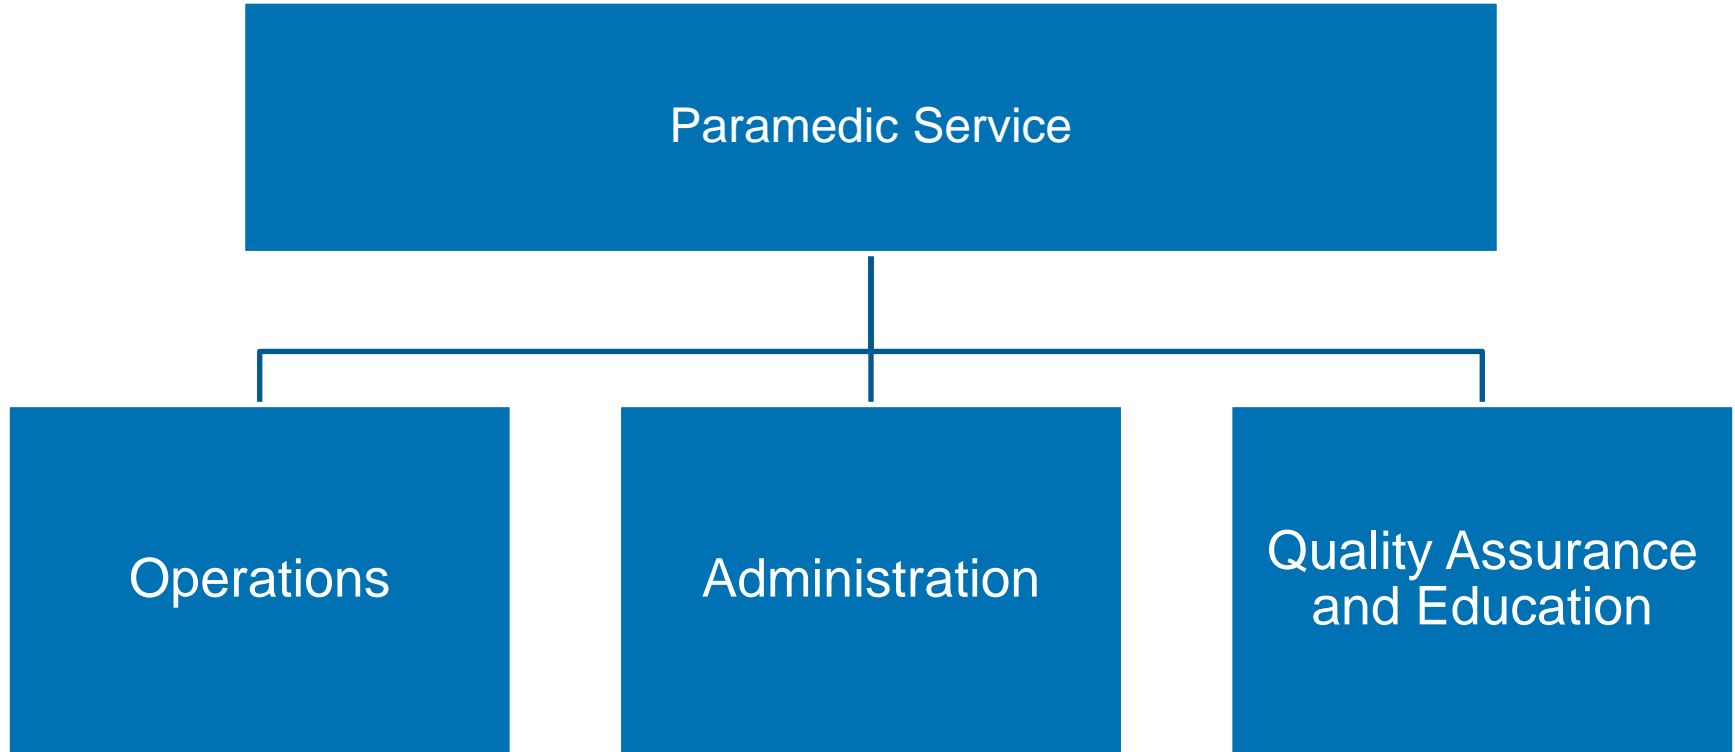 Paramedic Service
Operations
Administration
Quality Assurance
and Education